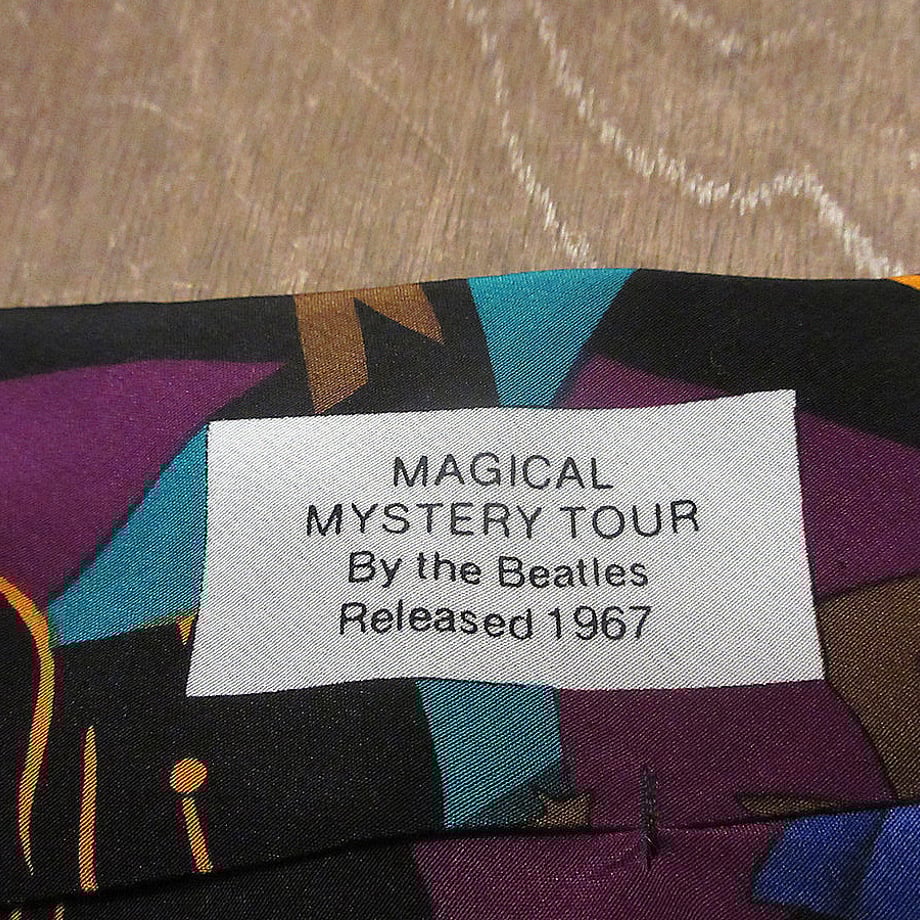 MAGICAL
MYSTERY TOUR
By the Beatles
Released 1967